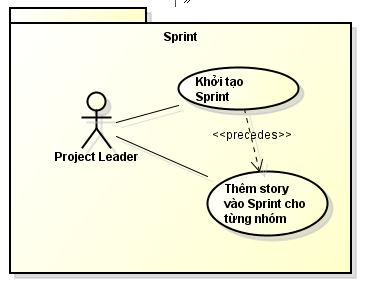 Sprint
Khởi tạo
Sprint
<<precedes>>
Project Leader
Thêm story
vào Sprint cho
từng nhóm